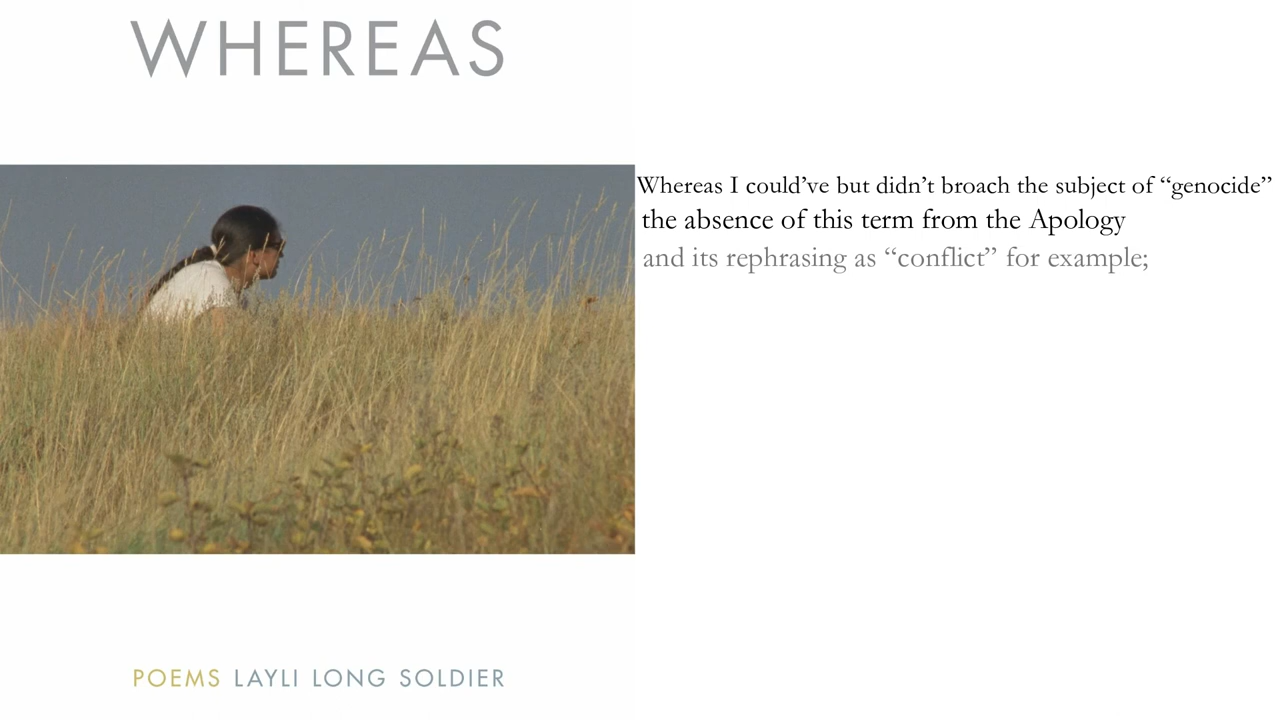 WHEREAS
Whereas I could’ve but didn’t broach the subject of “genocide”
the absence of this term from the Apology
and its rephrasing as “conflict” for example;
POEMS LAYLI LONG SOLDIER